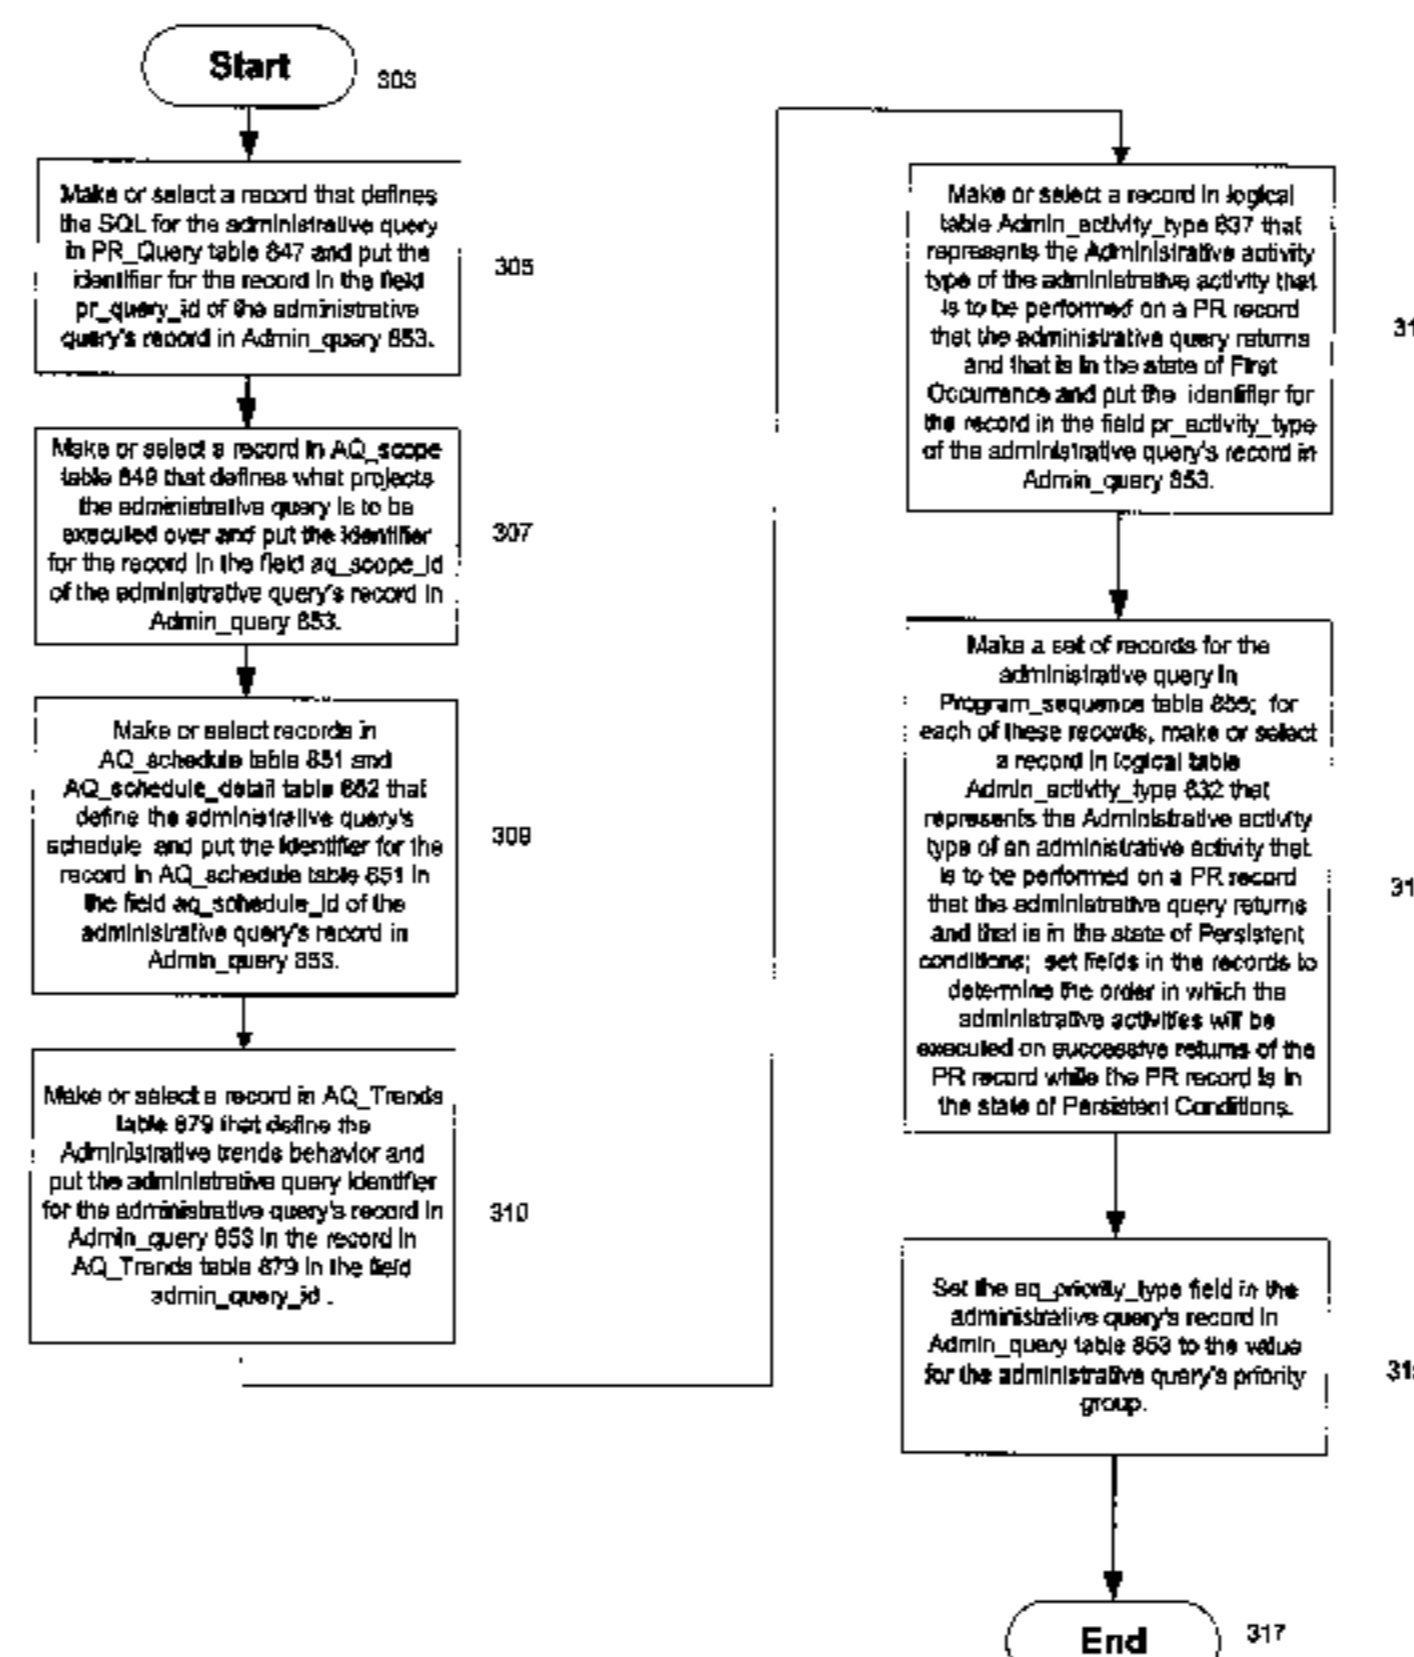 Start
303
Make or select a record that defines
the SQL for the administrative query
in PR_Query table 847 and put the
identifier for the record in the field
pr_query_id of the administrative
query's record in Admin_query 853.
305
Make or select a record in AQ_scope
table 849 that defines what projects
the administrative query is to be
executed over and put the identifier
for the record in the field aq_scope_id
of the administrative query's record in
Admin_query 853.
307
Make or select records in
AQ_schedule table 851 and
AQ_schedule_detail table 852 that
define the administrative query's
schedule and put the identifier for the
record in AQ_schedule table 851 in
the field aq_schedule_id of the
administrative query's record in
Admin_query 853.
309
Make or select a record in AQ_Trends
table 879 that define the
Administrative trends behavior and
put the administrative query identifier
for the administrative query's record in
Admin_query 853 in the record in
AQ_Trends table 879 in the field
admin_query_id .
310
Make or select a record in logical
table Admin_activity_type 837 that
represents the Administrative activity
type of the administrative activity that
is to be performed on a PR record
that the administrative query returns
and that is in the state of First
Occurrence and put the identifier for
the record in the field pr_activity_type
of the administrative query's record in
Admin_query 853.
Make a set of records for the
administrative query in
Program_sequence table 855; for
each of these records, make or select
a record in logical table
Admin_activity_type 832 that
represents the Administrative activity
type of an administrative activity that
is to be performed on a PR record
that the administrative query returns
and that is in the state of Persistent
conditions; set fields in the records to
determine the order in which the
administrative activities will be
executed on successive returns of the
PR record while the PR record is in
the state of Persistent Conditions.
Set the aq_priority_type field in the
administrative query's record in
Admin_query table 853 to the value
for the administrative query's priority
group.
End
317